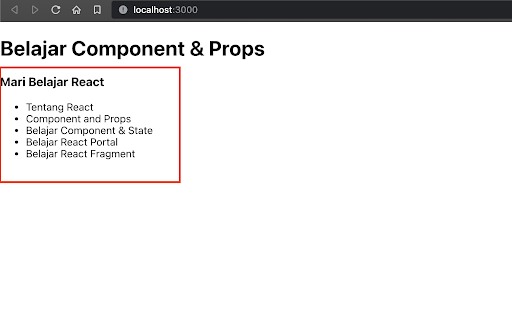 localhost:3000
Belajar Component & Props
Mari Belajar React
• Tentang React
• Component and Props
• Belajar Component & State
• Belajar React Portal
• Belajar React Fragment